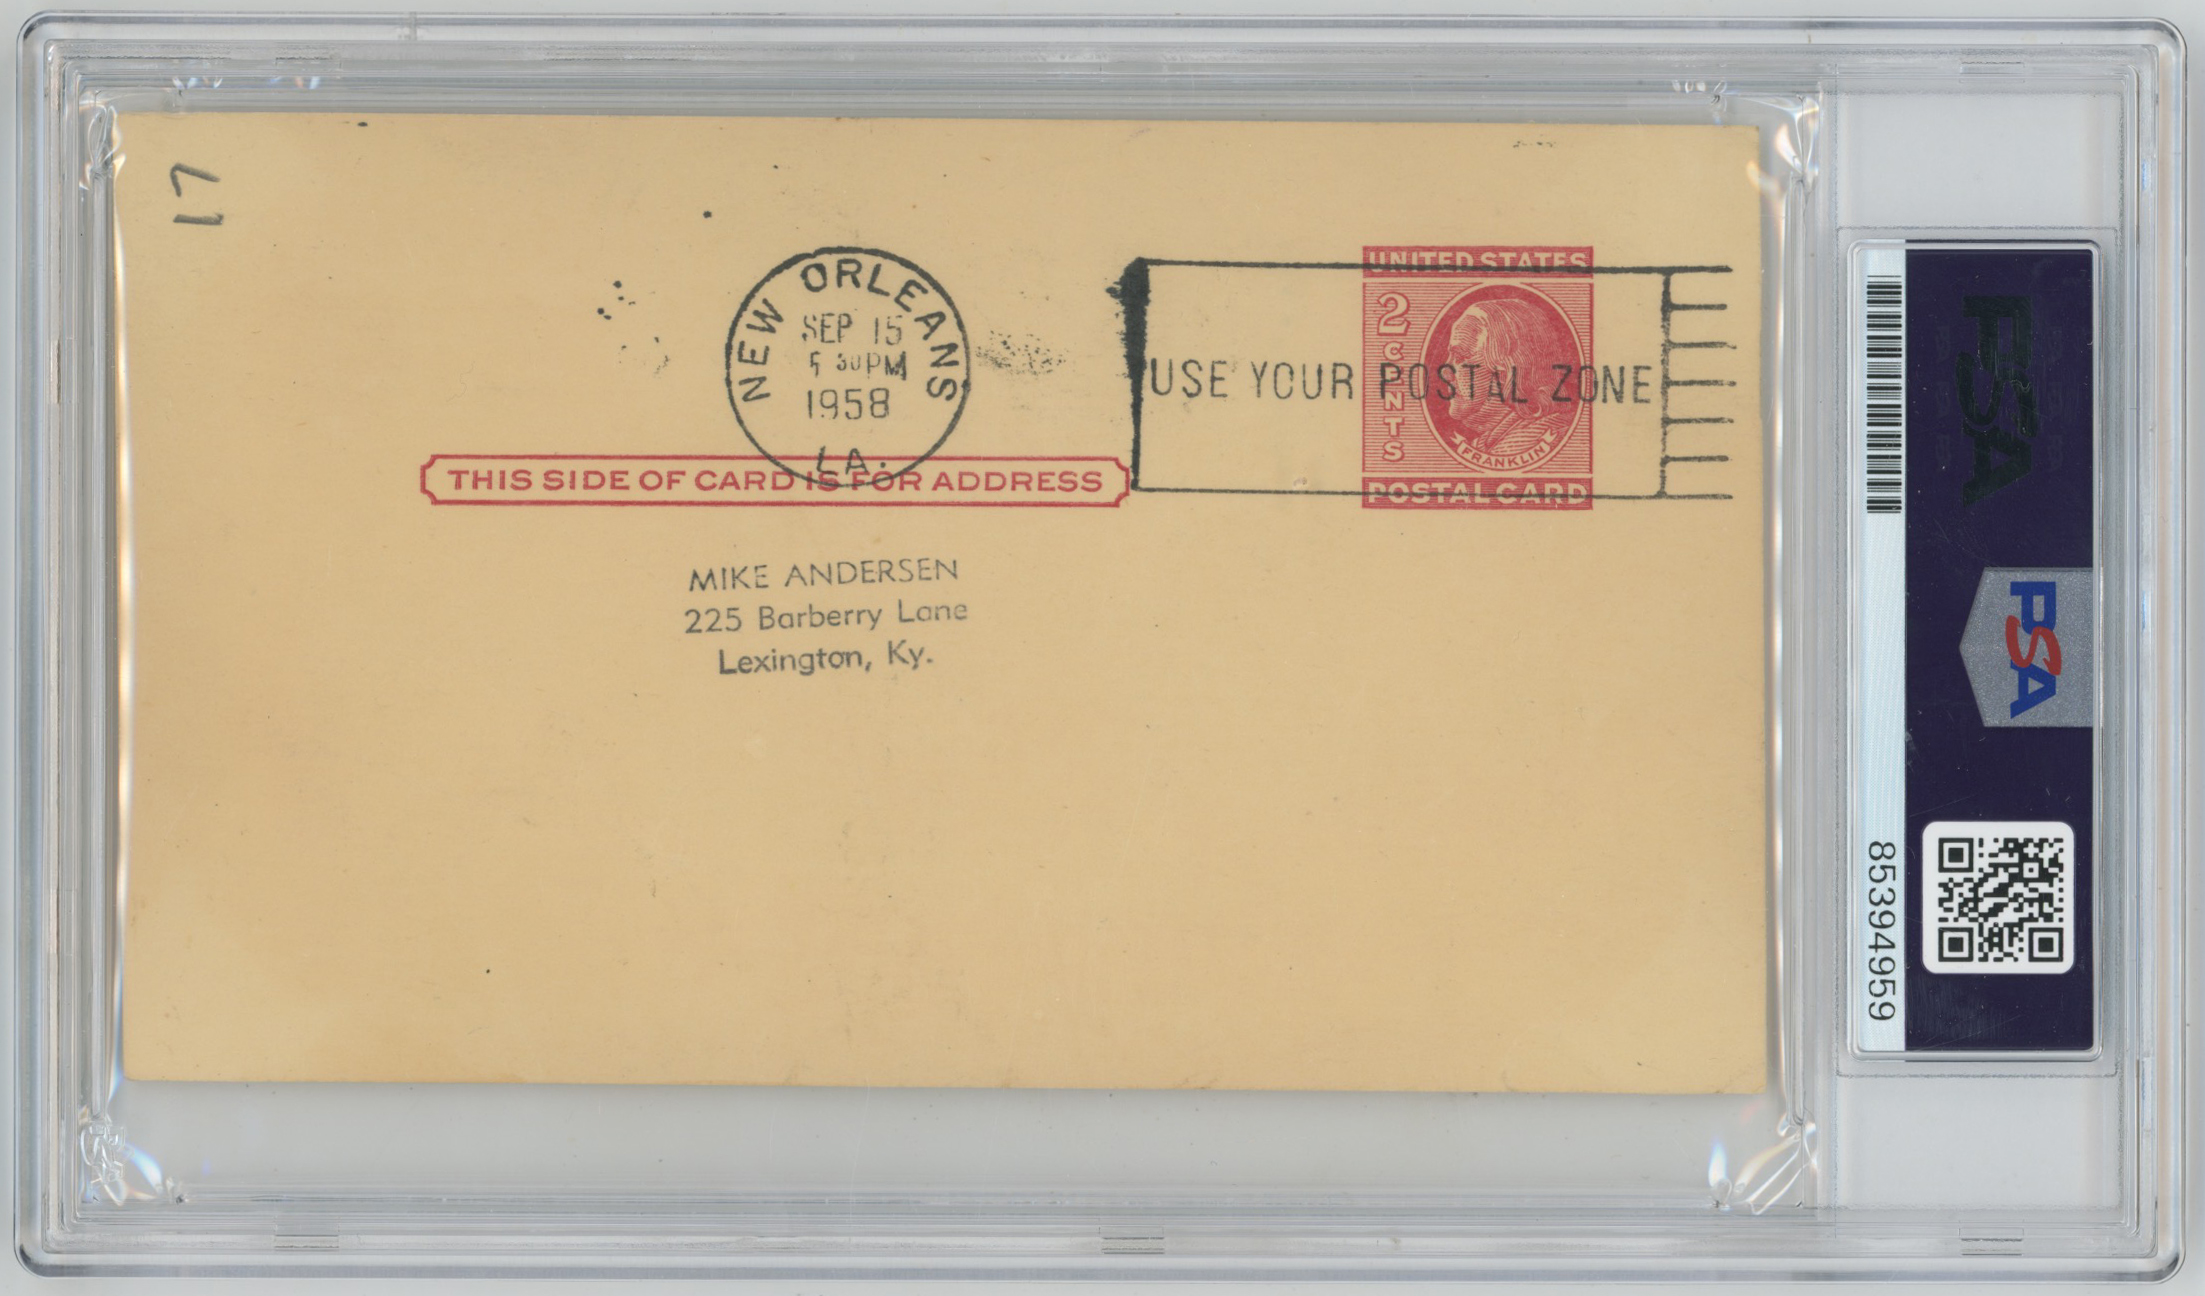 17
NEW ORLEANS
SEP 15
5 30PM
1958
LA.
USE YOUR POSTAL ZONE
UNITED STATES
2
CENTS
FRANKLIN
POSTAL CARD
THIS SIDE OF CARD IS FOR ADDRESS
MIKE ANDERSEN
225 Barberry Lane
Lexington, Ky.
PSA
PSA
85394959